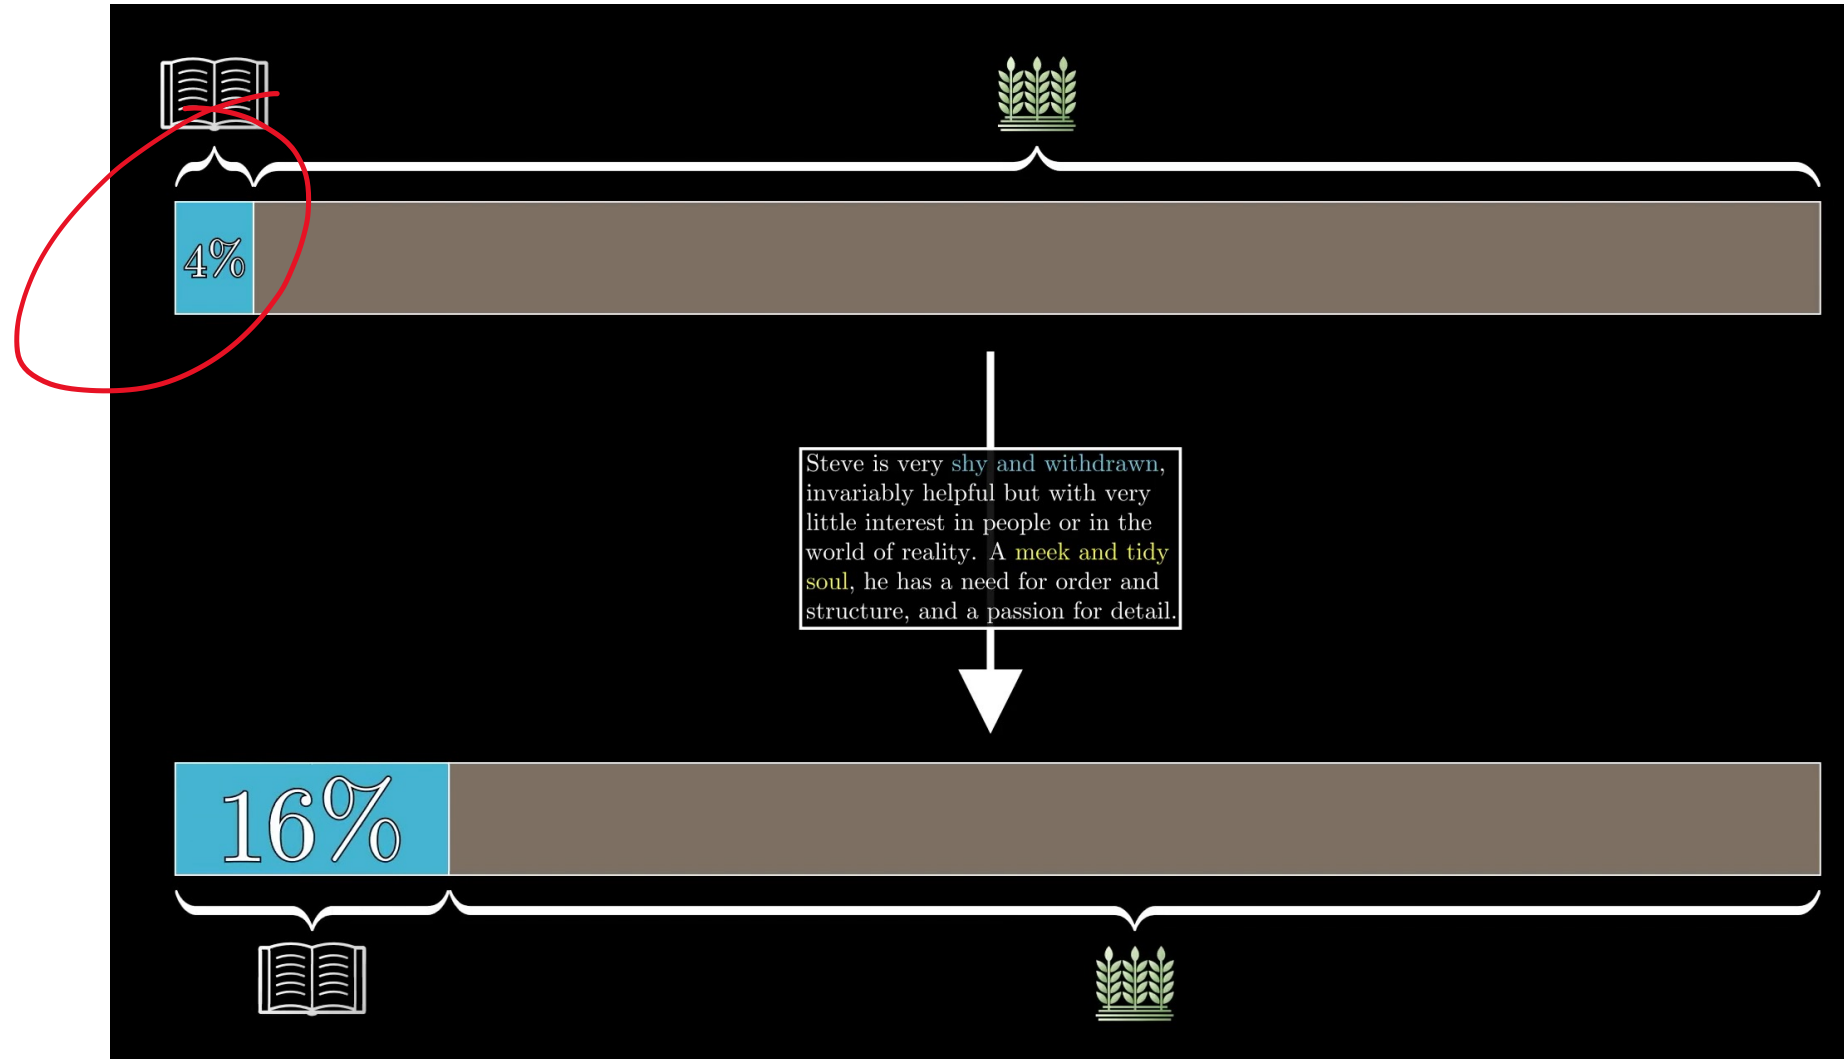 4%
Steve is very shy and withdrawn,
invariably helpful but with very
little interest in people or in the
world of reality. A meek and tidy
soul, he has a need for order and
structure, and a passion for detail.
16%